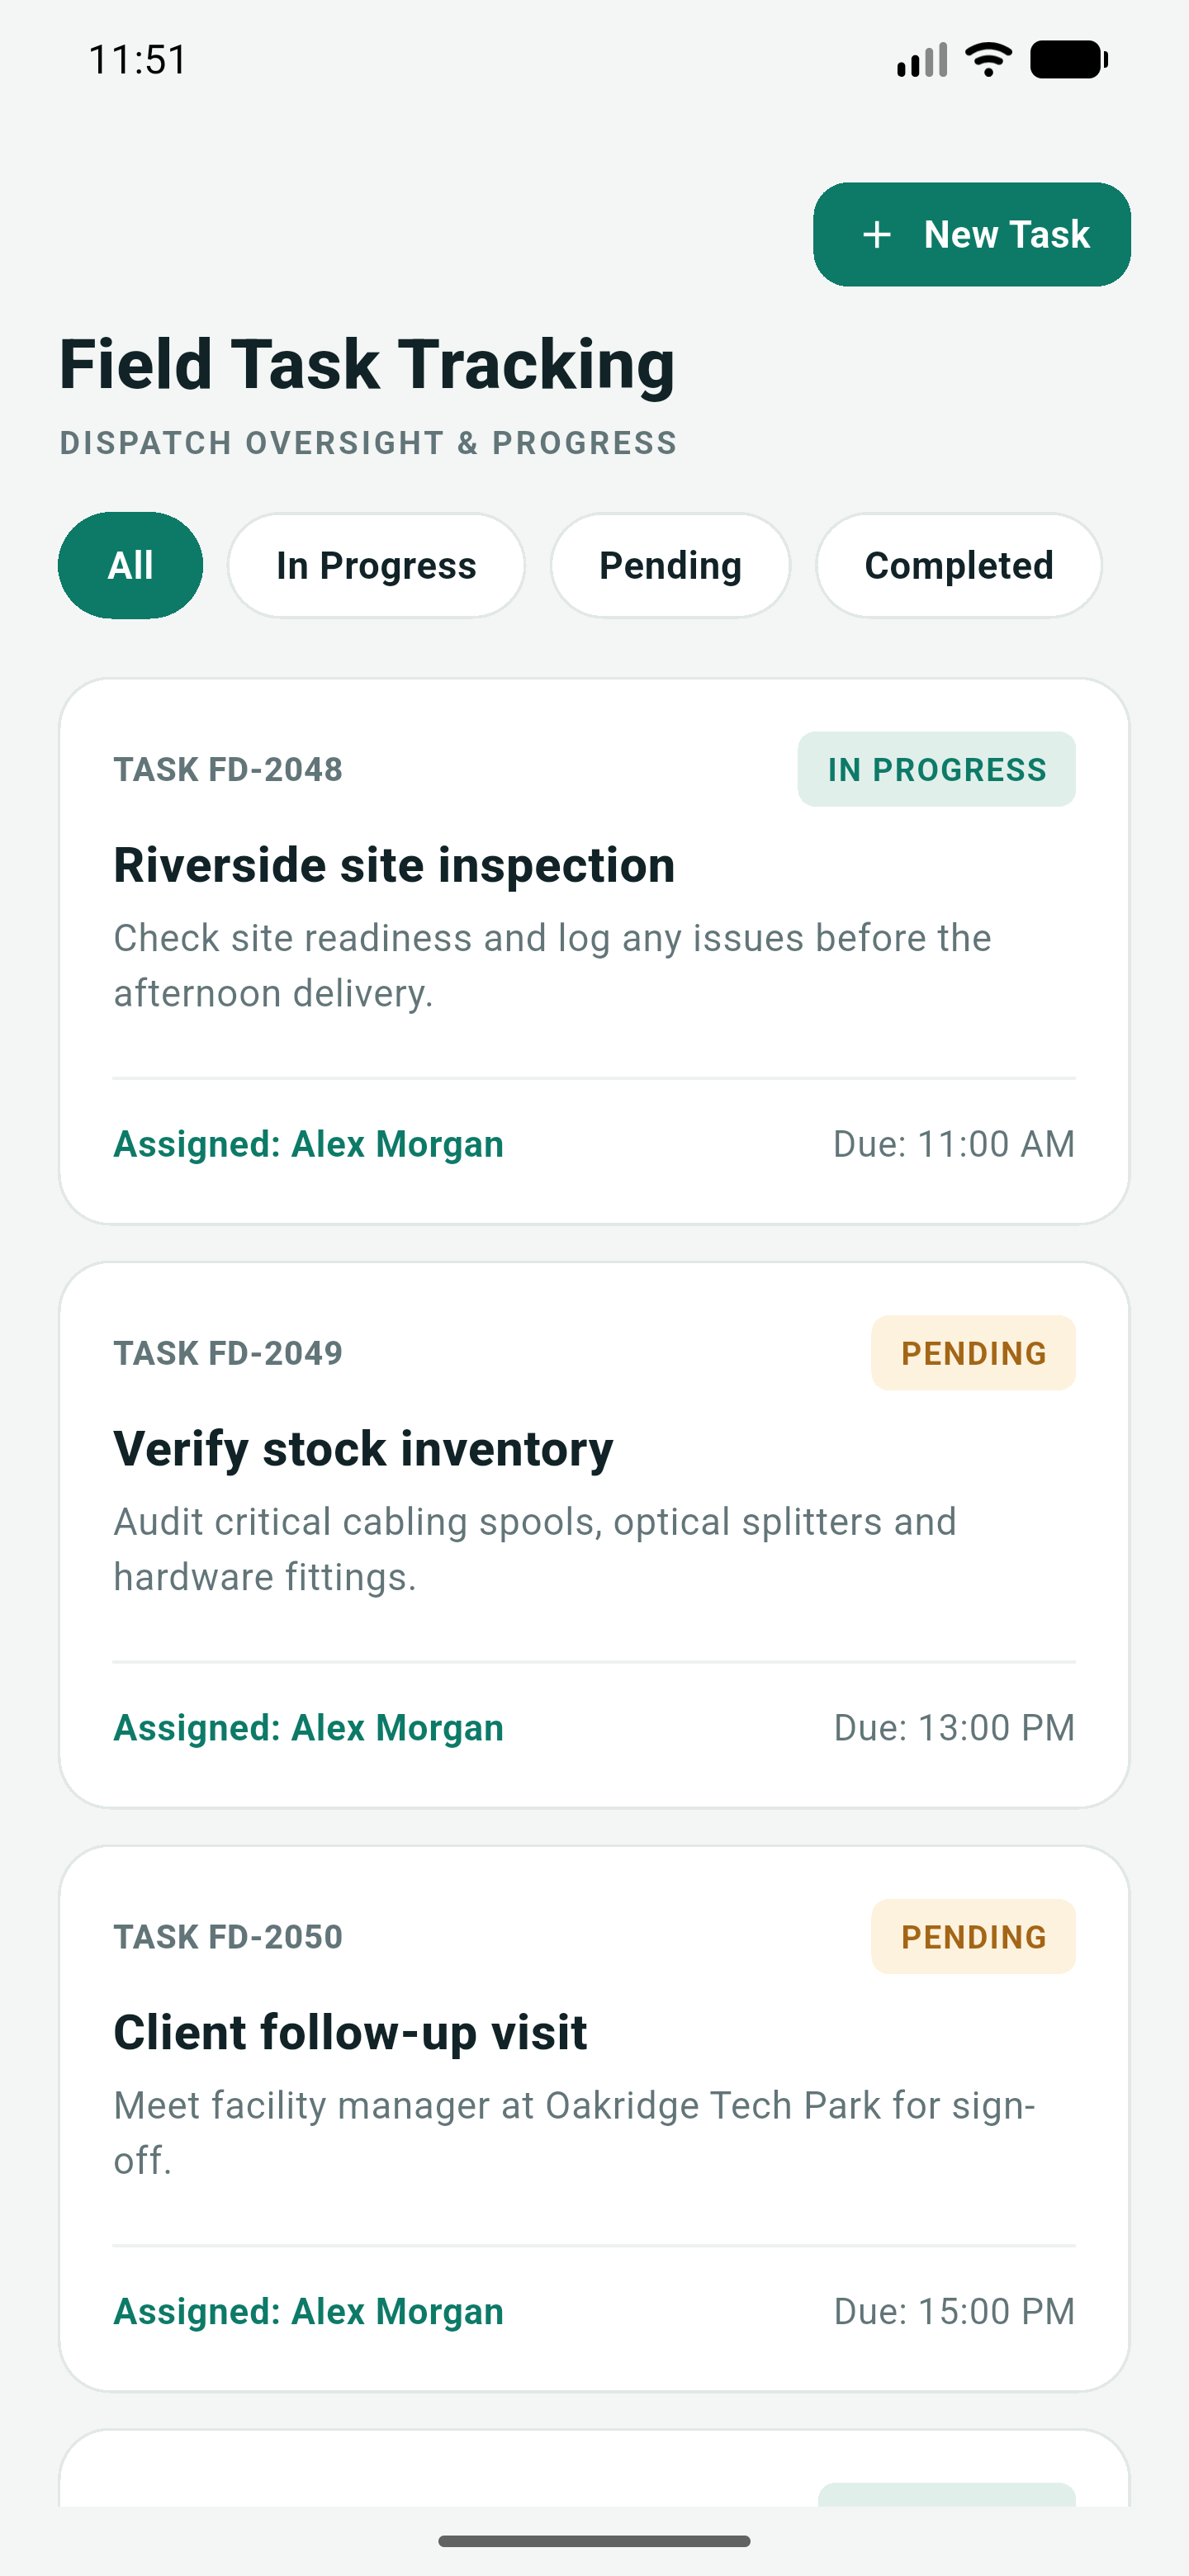 11:51
+ New Task
Field Task Tracking
DISPATCH OVERSIGHT & PROGRESS
All In Progress Pending Completed
TASK FD-2048 IN PROGRESS
Riverside site inspection
Check site readiness and log any issues before the
afternoon delivery.
Assigned: Alex Morgan Due: 11:00 AM
TASK FD-2049 PENDING
Verify stock inventory
Audit critical cabling spools, optical splitters and
hardware fittings.
Assigned: Alex Morgan Due: 13:00 PM
TASK FD-2050 PENDING
Client follow-up visit
Meet facility manager at Oakridge Tech Park for sign-
off.
Assigned: Alex Morgan Due: 15:00 PM